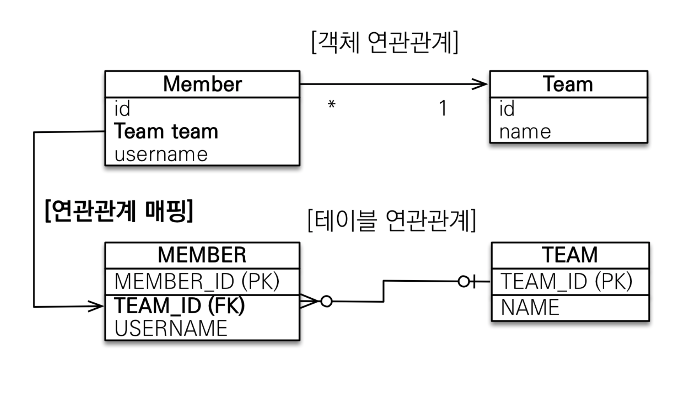 [객체 연관관계]
Member
id
Team team
username
* 1
Team
id
name
[연관관계 매핑]
[테이블 연관관계]
MEMBER
MEMBER_ID (PK)
TEAM_ID (FK)
USERNAME
TEAM
TEAM_ID (PK)
NAME